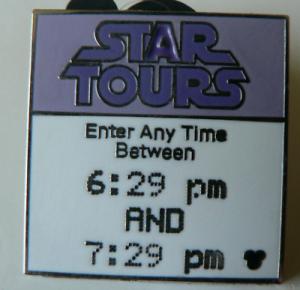 STAR
TOURS
Enter Any Time
Between
6:29 pm
AND
7:29 pm